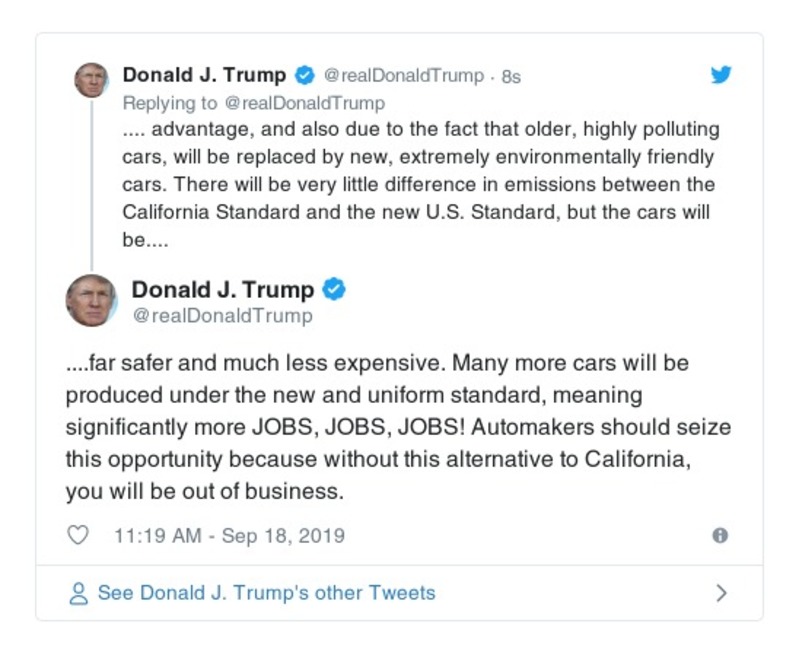 Donald J. Trump @realDonaldTrump · 8s
Replying to @realDonaldTrump
.... advantage, and also due to the fact that older, highly polluting
cars, will be replaced by new, extremely environmentally friendly
cars. There will be very little difference in emissions between the
California Standard and the new U.S. Standard, but the cars will
be....
Donald J. Trump
@realDonaldTrump
....far safer and much less expensive. Many more cars will be
produced under the new and uniform standard, meaning
significantly more JOBS, JOBS, JOBS! Automakers should seize
this opportunity because without this alternative to California,
you will be out of business.
11:19 AM - Sep 18, 2019
See Donald J. Trump's other Tweets